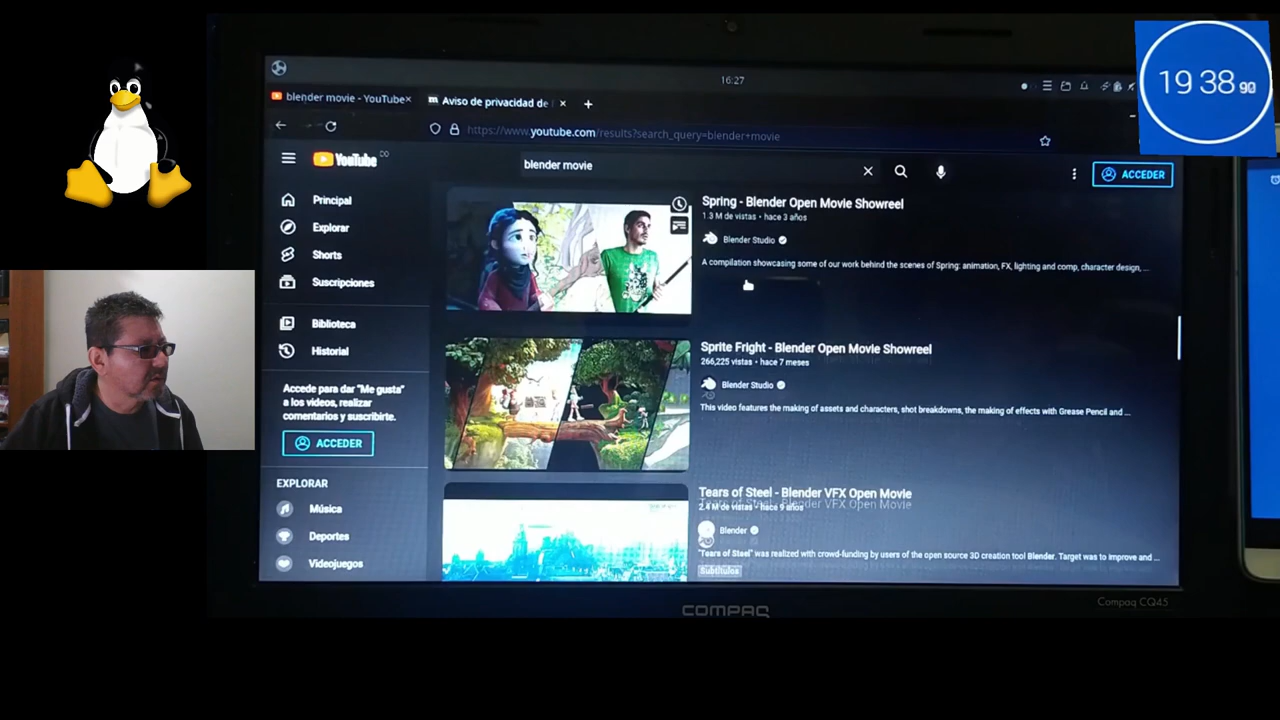 19 38 90
16:27
blender movie - YouTube ×
m Aviso de privacidad de ×
+
https://www.youtube.com/results?search_query=blender+movie
YouTube CO
blender movie
ACCEDER
Principal
Explorar
Shorts
Suscripciones
Biblioteca
Historial
Accede para dar "Me gusta"
a los videos, realizar
comentarios y suscribirte.
ACCEDER
EXPLORAR
Música
Deportes
Videojuegos
Spring - Blender Open Movie Showreel
1.3 M de vistas • hace 3 años
Blender Studio
A compilation showcasing some of our work behind the scenes of Spring: animation, FX, lighting and comp, character design, ...
Sprite Fright - Blender Open Movie Showreel
266,225 vistas • hace 7 meses
Blender Studio
This video features the making of assets and characters, shot breakdowns, the making of effects with Grease Pencil and ...
Tears of Steel - Blender VFX Open Movie
2.4 M de vistas • hace 9 años
Blender
"Tears of Steel" was realized with crowd-funding by users of the open source 3D creation tool Blender. Target was to improve and ...
Subtítulos
COMPAQ
Compaq CQ45